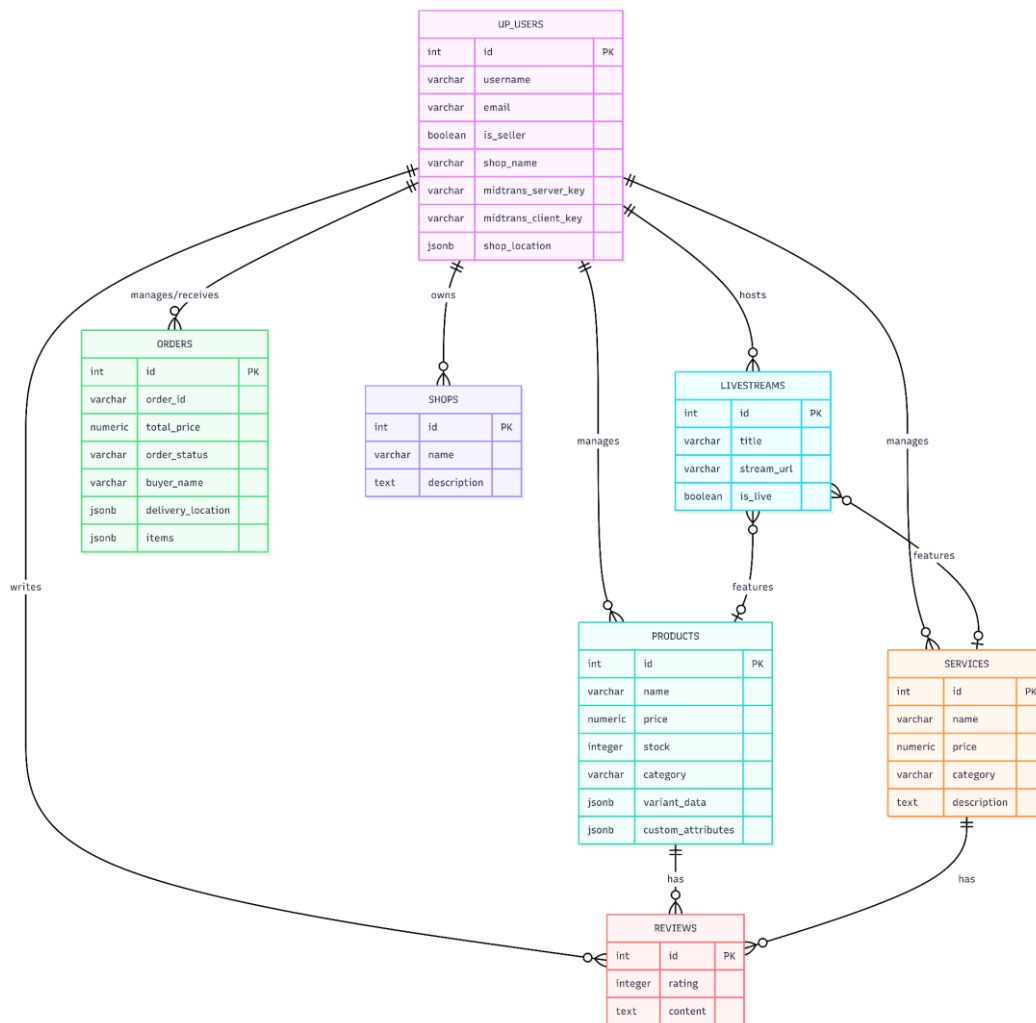 UP_USERS
int id PK
varchar username
varchar email
boolean is_seller
varchar shop_name
varchar midtrans_server_key
varchar midtrans_client_key
jsonb shop_location
manages/receives
owns
hosts
ORDERS
int id PK
varchar order_id
numeric total_price
varchar order_status
varchar buyer_name
jsonb delivery_location
jsonb items
SHOPS
int id PK
varchar name
text description
LIVESTREAMS
int id PK
varchar title
varchar stream_url
boolean is_live
manages
manages
features
writes
features
PRODUCTS
int id PK
varchar name
numeric price
integer stock
varchar category
jsonb variant_data
jsonb custom_attributes
SERVICES
int id PK
varchar name
numeric price
varchar category
text description
has
has
REVIEWS
int id PK
integer rating
text content